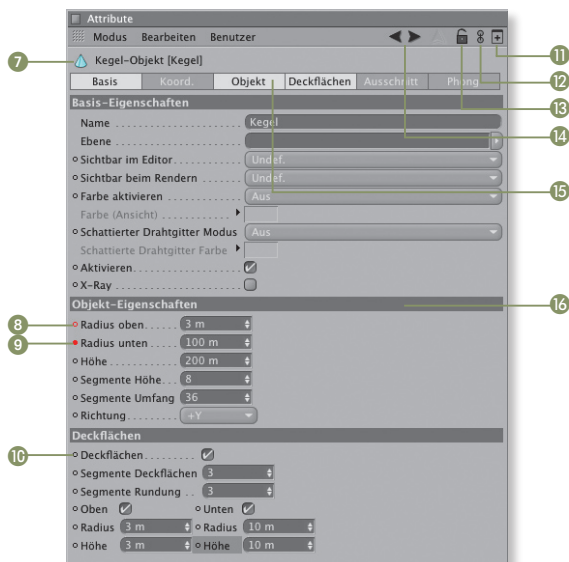 Attribute
Modus Bearbeiten Benutzer
7 Kegel-Objekt [Kegel] 11
12
13
14
Basis Koord. Objekt Deckflächen Ausschnitt Phong
Basis-Eigenschaften
Name Kegel
Ebene
Sichtbar im Editor Undef.
Sichtbar beim Rendern Undef.
15
Farbe aktivieren Aus
Farbe (Ansicht)
Schattierter Drahtgitter Modus Aus
Schattierte Drahtgitter Farbe
Aktivieren
X-Ray
Objekt-Eigenschaften 16
8 Radius oben 3 m
9 Radius unten 100 m
Höhe 200 m
Segmente Höhe 8
Segmente Umfang 36
Richtung +Y
Deckflächen
10 Deckflächen
Segmente Deckflächen 3
Segmente Rundung 3
Oben Unten
Radius 3 m Radius 10 m
Höhe 3 m Höhe 10 m